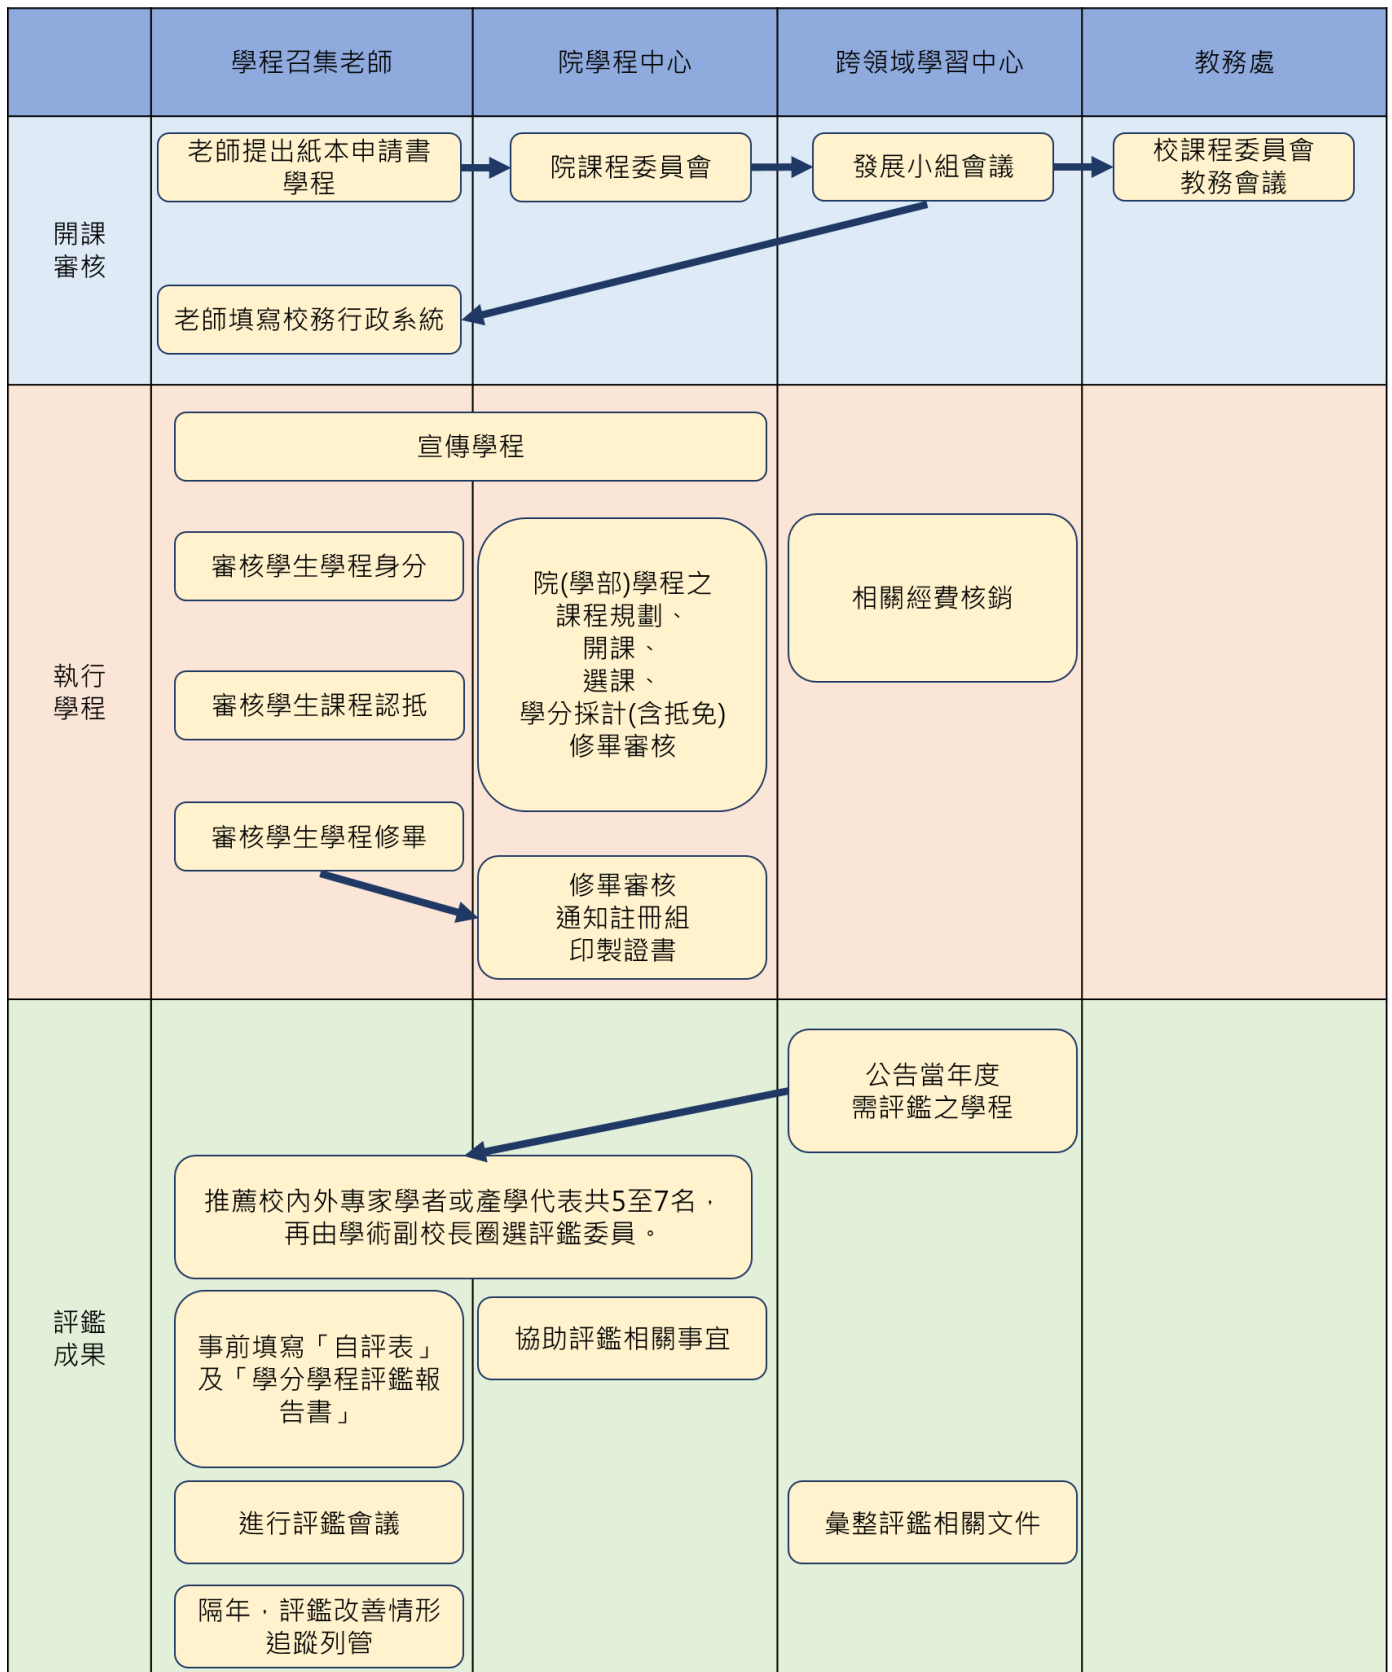 學程召集老師
院學程中心
跨領域學習中心
教務處
開課
審核
老師提出紙本申請書
學程
院課程委員會
發展小組會議
校課程委員會
教務會議
老師填寫校務行政系統
執行
學程
宣傳學程
審核學生學程身分
審核學生課程認抵
審核學生學程修畢
院(學部)學程之
課程規劃、
開課、
選課、
學分採計(含抵免)
修畢審核
相關經費核銷
修畢審核
通知註冊組
印製證書
評鑑
成果
公告當年度
需評鑑之學程
推薦校內外專家學者或產學代表共5至7名，
再由學術副校長圈選評鑑委員。
事前填寫「自評表」
及「學分學程評鑑報
告書」
協助評鑑相關事宜
進行評鑑會議
彙整評鑑相關文件
隔年，評鑑改善情形
追蹤列管